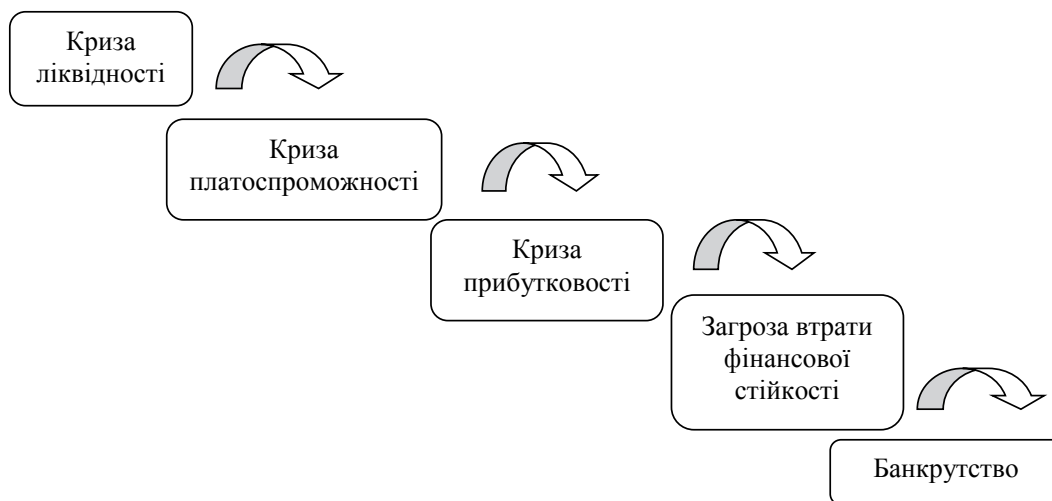 Криза
ліквідності
Криза
платоспроможності
Криза
прибутковості
Загроза втрати
фінансової
стійкості
Банкрутство